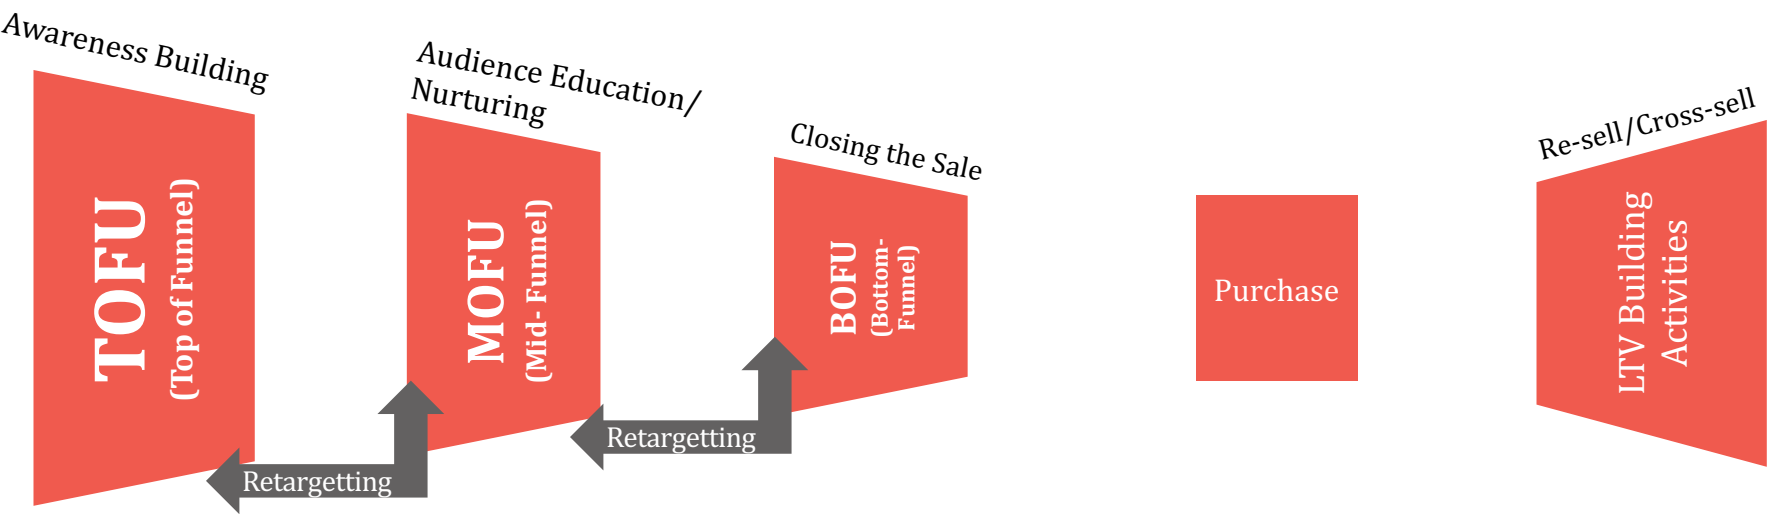 Awareness Building
TOFU
(Top of Funnel)
Retargetting
Audience Education/
Nurturing
MOFU
(Mid- Funnel)
Retargetting
Closing the Sale
BOFU
(Bottom-
Funnel)
Purchase
Re-sell/Cross-sell
LTV Building
Activities